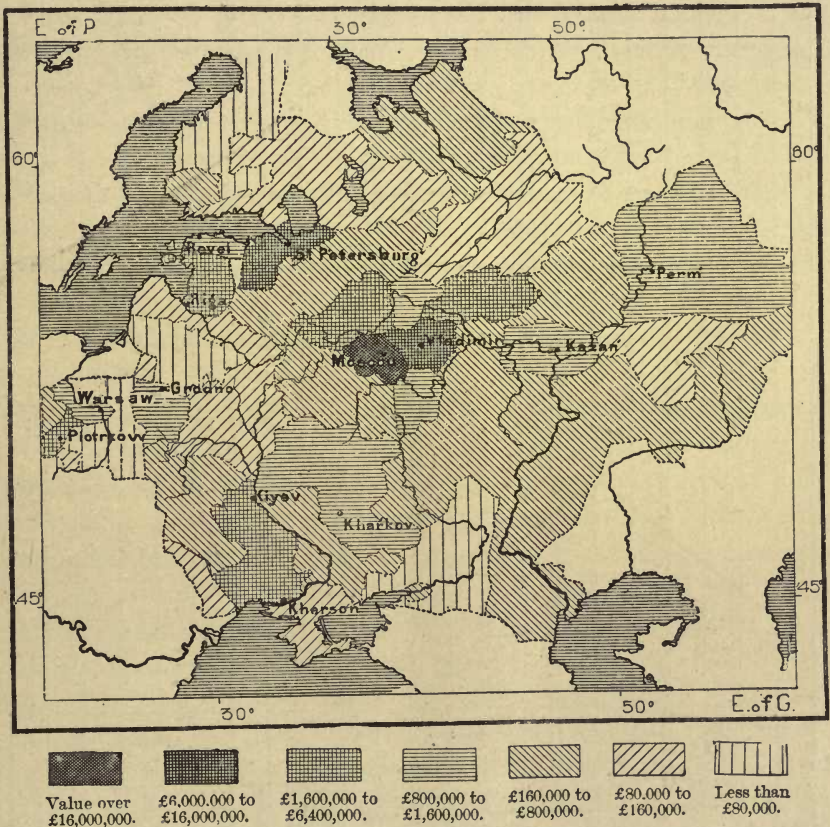 E. of P
30°
50°
60°
60°
Revel
St Petersburg
Riga
Perm
Vladimir
Kazan
Moscou
Grodno
Warsaw
Piotrkow
Kiyev
Kharkov
45°
45°
Kherson
30°
50°
E. of G.
Value over
£16,000,000.
£6,000.000 to
£16,000,000.
£1,600,000 to
£6,400,000.
£800,000 to
£1,600,000.
£160,000 to
£800,000.
£80.000 to
£160,000.
Less than
£80,000.